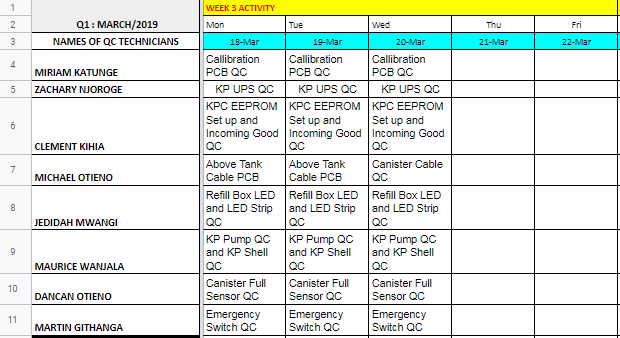 1 WEEK 3 ACTIVITY
2 Q1 : MARCH/2019 Mon Tue Wed Thu Fri
3 NAMES OF QC TECHNICIANS 18-Mar 19-Mar 20-Mar 21-Mar 22-Mar
Callibration Callibration Callibration
4 MIRIAM KATUNGE PCB QC PCB QC PCB QC
5 ZACHARY NJOROGE KP UPS QC KP UPS QC KP UPS QC
KPC EEPROM KPC EEPROM KPC EEPROM
Set up and Set up and Set up and
6 Incoming Good Incoming Good Incoming Good
CLEMENT KIHIA QC QC QC
Above Tank Above Tank Canister Cable
7 MICHAEL OTIENO Cable PCB Cable PCB QC
Refill Box LED Refill Box LED Refill Box LED
8 and LED Strip and LED Strip and LED Strip
JEDIDAH MWANGI QC QC QC
KP Pump QC KP Pump QC KP Pump QC
9 and KP Shell and KP Shell and KP Shell
MAURICE WANJALA QC QC QC
Canister Full Canister Full Canister Full
10 DANCAN OTIENO Sensor QC Sensor QC Sensor QC
Emergency Emergency Emergency
11 MARTIN GITHANGA Switch QC Switch QC Switch QC